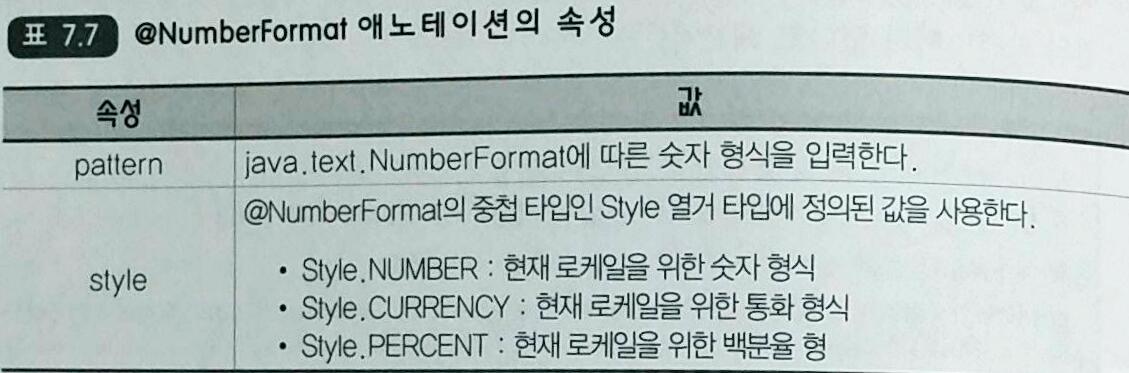 표 7.7 @NumberFormat 애노테이션의 속성
속성 값
pattern java.text.NumberFormat에 따른 숫자 형식을 입력한다.
@NumberFormat의 중첩 타입인 Style 열거 타입에 정의된 값을 사용한다.
style
• Style.NUMBER : 현재 로케일을 위한 숫자 형식
• Style.CURRENCY : 현재 로케일을 위한 통화 형식
• Style.PERCENT : 현재 로케일을 위한 백분율 형